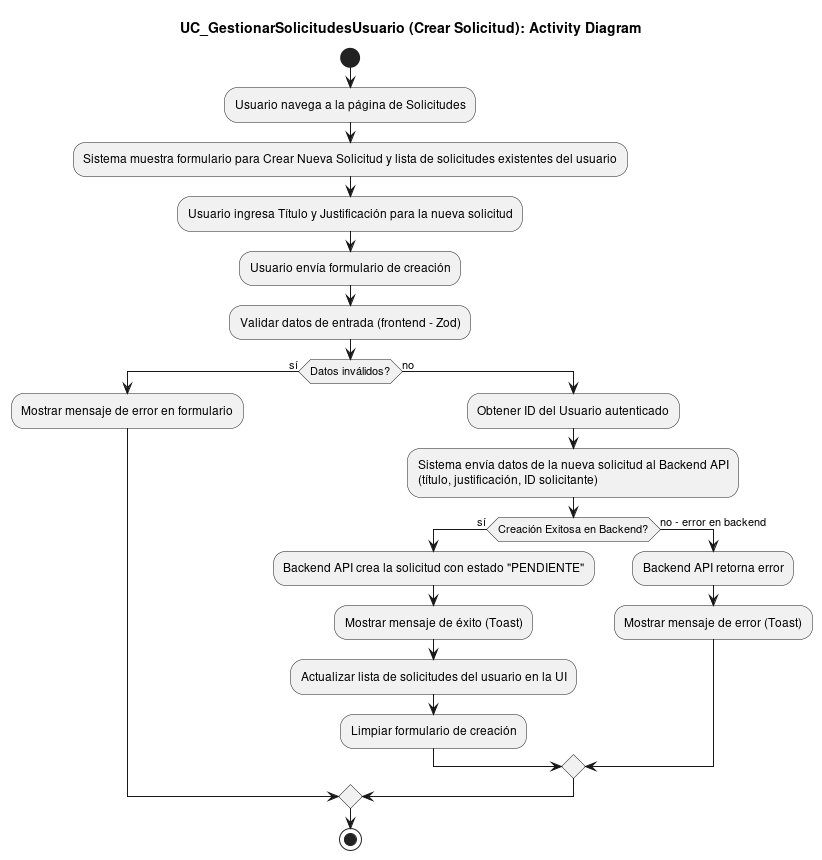 UC_GestionarSolicitudesUsuario (Crear Solicitud): Activity Diagram
Usuario navega a la página de Solicitudes
Sistema muestra formulario para Crear Nueva Solicitud y lista de solicitudes existentes del usuario
Usuario ingresa Título y Justificación para la nueva solicitud
Usuario envía formulario de creación
Validar datos de entrada (frontend - Zod)
sí
Datos inválidos?
no
Mostrar mensaje de error en formulario
Obtener ID del Usuario autenticado
Sistema envía datos de la nueva solicitud al Backend API
(título, justificación, ID solicitante)
sí
Creación Exitosa en Backend?
no - error en backend
Backend API crea la solicitud con estado "PENDIENTE"
Backend API retorna error
Mostrar mensaje de éxito (Toast)
Mostrar mensaje de error (Toast)
Actualizar lista de solicitudes del usuario en la UI
Limpiar formulario de creación